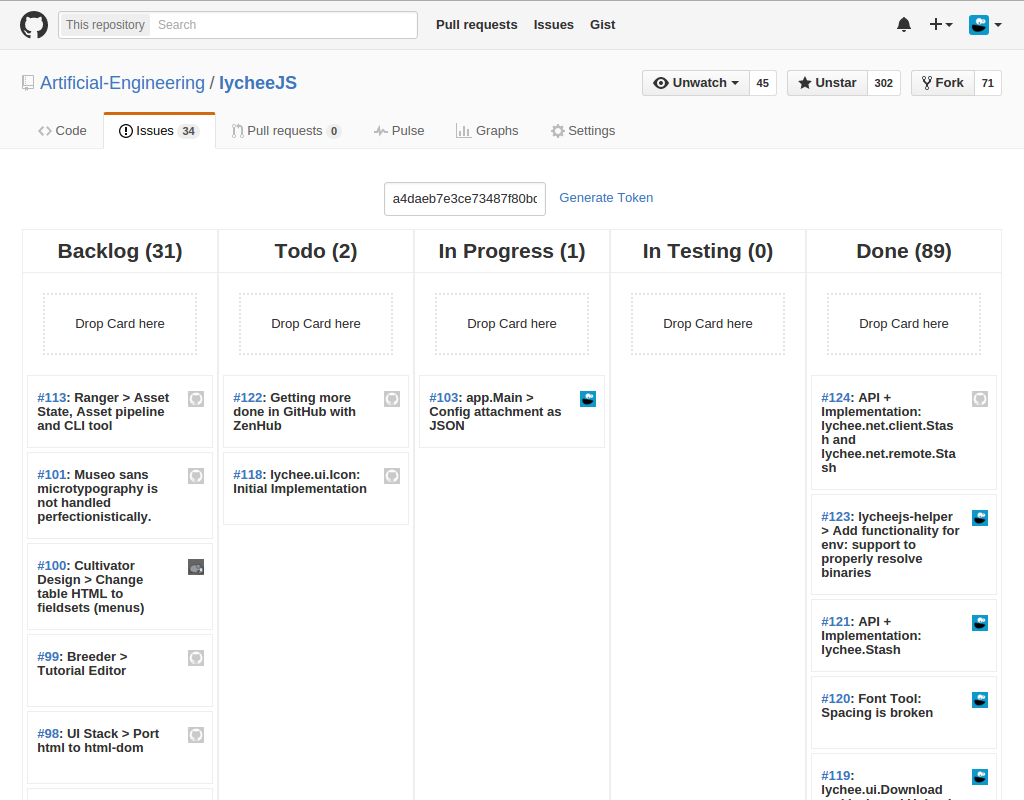 This repository Search Pull requests Issues Gist
Artificial-Engineering / lycheeJS Unwatch 45 Unstar 302 Fork 71
Code Issues 34 Pull requests 0 Pulse Graphs Settings
a4daeb7e3ce73487f80bc Generate Token
Backlog (31) Todo (2) In Progress (1) In Testing (0) Done (89)
Drop Card here Drop Card here Drop Card here Drop Card here Drop Card here
#113: Ranger > Asset
State, Asset pipeline
and CLI tool
#101: Museo sans
microtypography is
not handled
perfectionistically.
#100: Cultivator
Design > Change
table HTML to
fieldsets (menus)
#99: Breeder >
Tutorial Editor
#98: UI Stack > Port
html to html-dom
#122: Getting more
done in GitHub with
ZenHub
#118: lychee.ui.Icon:
Initial Implementation
#103: app.Main >
Config attachment as
JSON
#124: API +
Implementation:
lychee.net.client.Stas
h and
lychee.net.remote.Sta
sh
#123: lycheejs-helper
> Add functionality for
env: support to
properly resolve
binaries
#121: API +
Implementation:
lychee.Stash
#120: Font Tool:
Spacing is broken
#119:
lychee.ui.Download